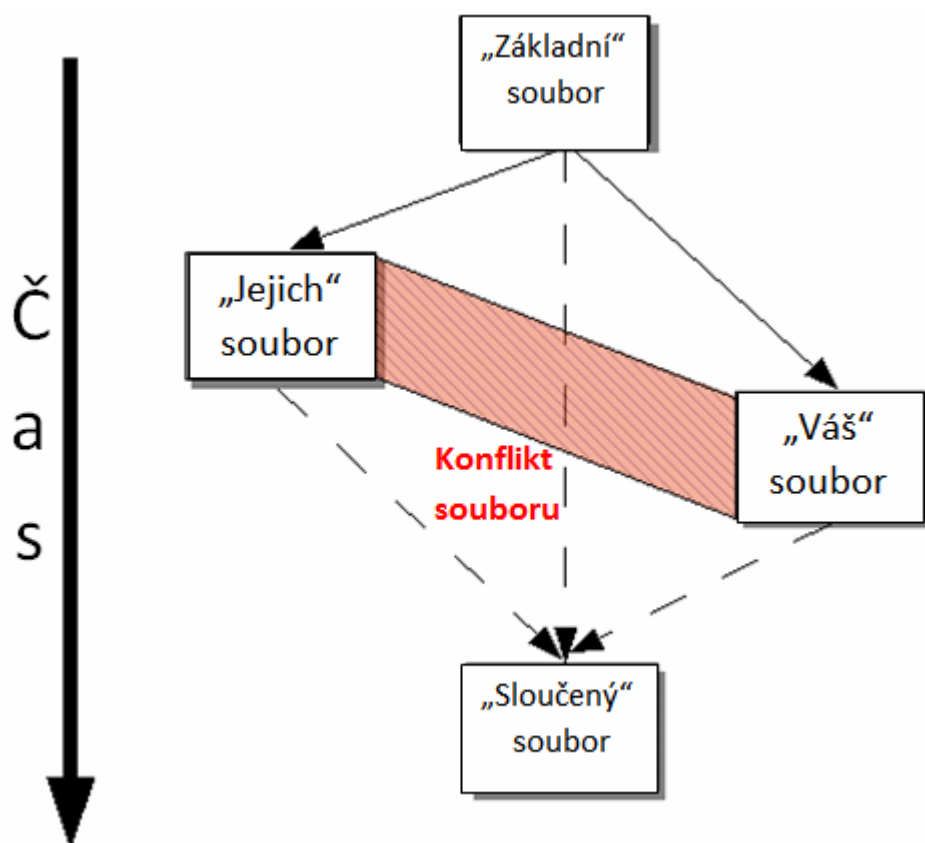 „Základní“
soubor
„Jejich“
soubor
Č
a
s
„Váš“
soubor
Konflikt
souboru
„Sloučený“
soubor